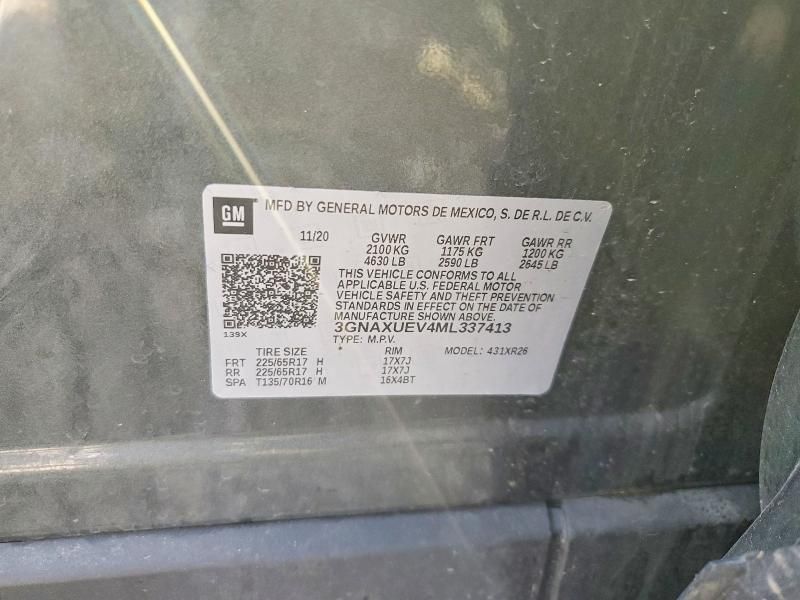 GM MFD BY GENERAL MOTORS DE MEXICO, S. DE R.L. DE C.V.
11/20 GVWR GAWR FRT GAWR RR
2100 KG 1175 KG 1200 KG
4630 LB 2590 LB 2645 LB
THIS VEHICLE CONFORMS TO ALL
APPLICABLE U.S. FEDERAL MOTOR
VEHICLE SAFETY AND THEFT PREVENTION
STANDARDS IN EFFECT ON THE DATE OF
MANUFACTURE SHOWN ABOVE.
3GNAXUEV4ML337413
139X
TYPE: M.P.V. MODEL: 431XR26
TIRE SIZE RIM
FRT 225/65R17 H 17X7J
RR 225/65R17 H 17X7J
SPA T135/70R16 M 16X4BT